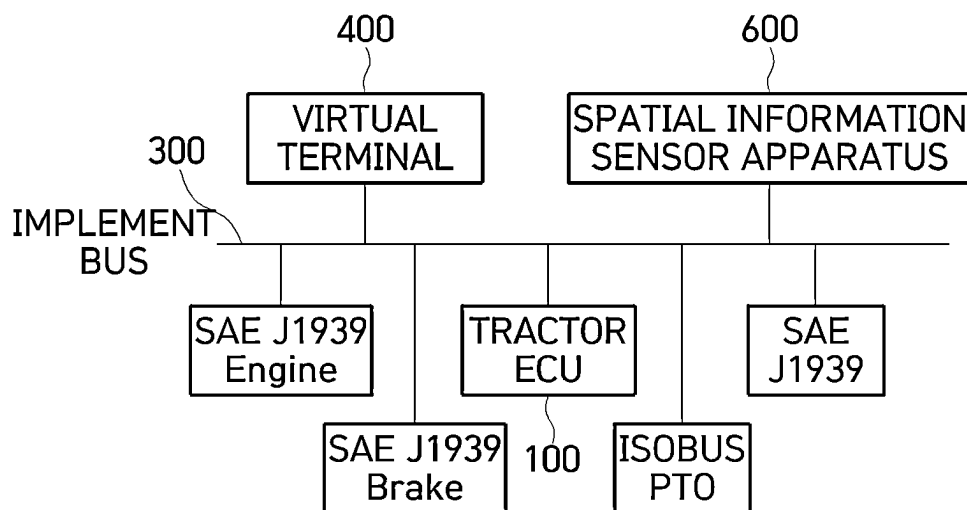 400
600
VIRTUAL
TERMINAL
SPATIAL INFORMATION
SENSOR APPARATUS
300
IMPLEMENT
BUS
SAE J1939
Engine
TRACTOR
ECU
SAE
J1939
100
SAE J1939
Brake
ISOBUS
PTO